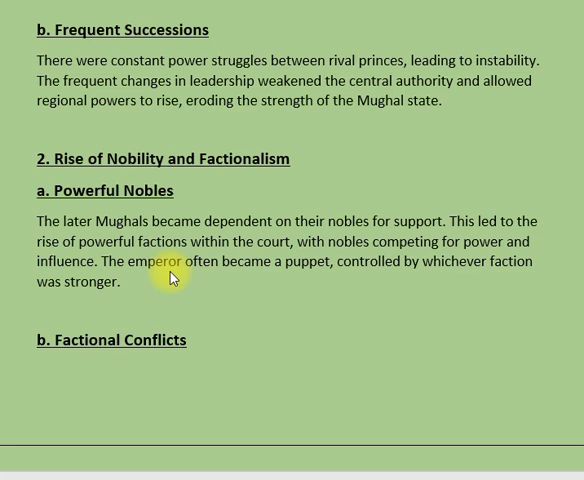 b. Frequent Successions
There were constant power struggles between rival princes, leading to instability.
The frequent changes in leadership weakened the central authority and allowed
regional powers to rise, eroding the strength of the Mughal state.
2. Rise of Nobility and Factionalism
a. Powerful Nobles
The later Mughals became dependent on their nobles for support. This led to the
rise of powerful factions within the court, with nobles competing for power and
influence. The emperor often became a puppet, controlled by whichever faction
was stronger.
b. Factional Conflicts